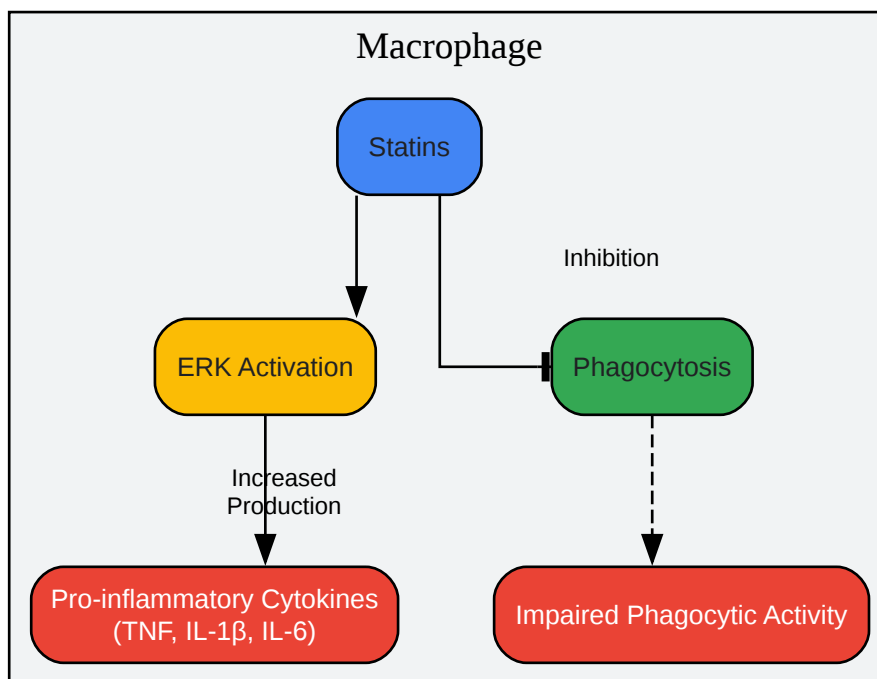 Macrophage
Statins
Inhibition
ERK Activation
Phagocytosis
Increased
Production
Pro-inflammatory Cytokines
(TNF, IL-1β, IL-6)
Impaired Phagocytic Activity